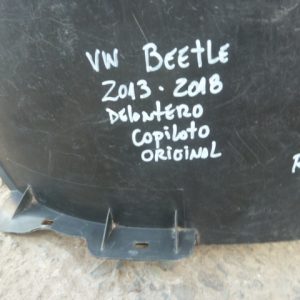 VW BEETLE
2013 - 2018
DELANTERO
COPILOTO
ORIGINAL
R